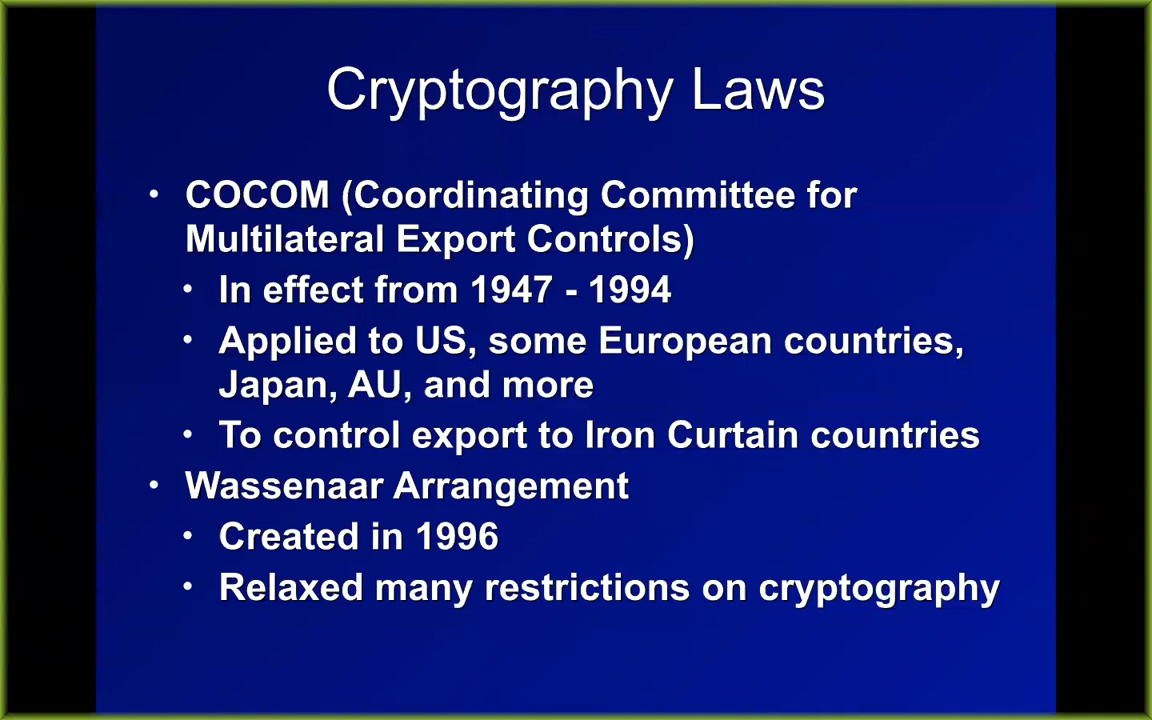 Cryptography Laws
• COCOM (Coordinating Committee for
Multilateral Export Controls)
• In effect from 1947 - 1994
• Applied to US, some European countries,
Japan, AU, and more
• To control export to Iron Curtain countries
• Wassenaar Arrangement
• Created in 1996
• Relaxed many restrictions on cryptography